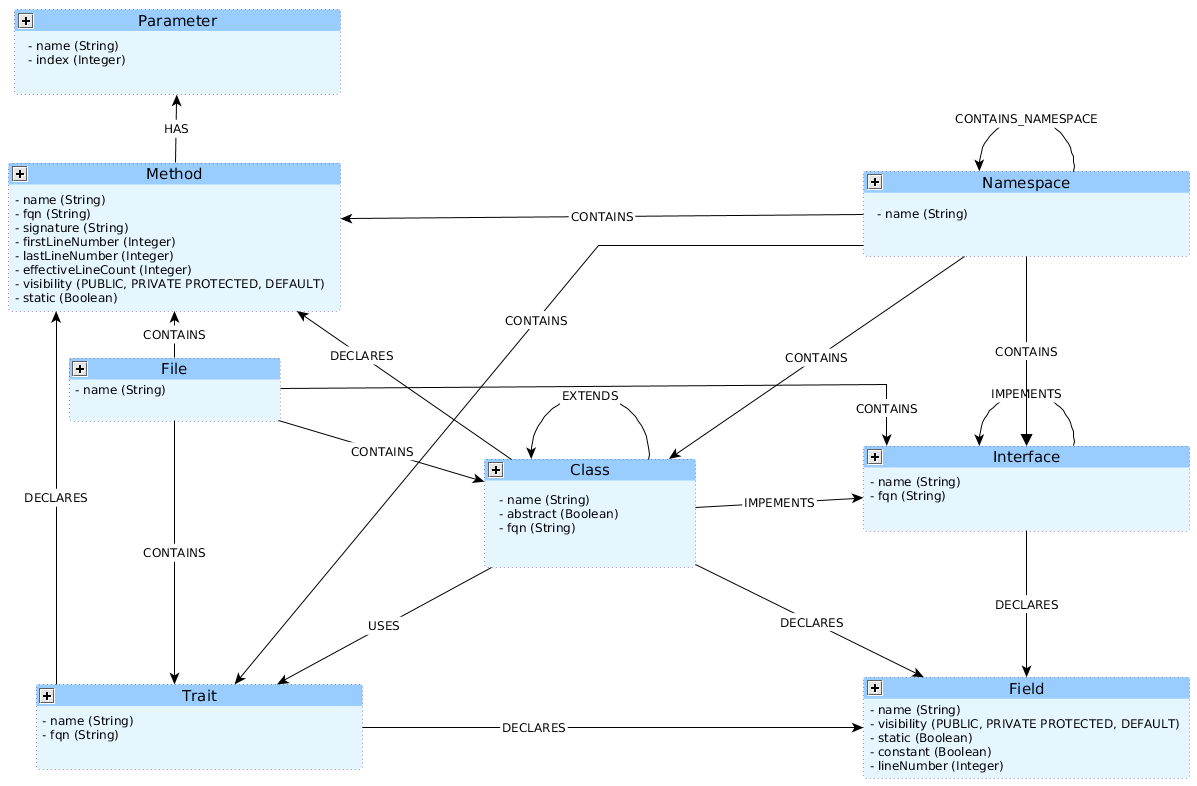 Parameter
- name (String)
- index (Integer)
HAS
CONTAINS_NAMESPACE
Method
- name (String)
- fqn (String)
- signature (String)
- firstLineNumber (Integer)
- lastLineNumber (Integer)
- effectiveLineCount (Integer)
- visibility (PUBLIC, PRIVATE PROTECTED, DEFAULT)
- static (Boolean)
Namespace
- name (String)
CONTAINS
CONTAINS
CONTAINS
DECLARES
CONTAINS
CONTAINS
File
- name (String)
EXTENDS
IMPEMENTS
CONTAINS
CONTAINS
Interface
- name (String)
- fqn (String)
Class
- name (String)
- abstract (Boolean)
- fqn (String)
IMPEMENTS
DECLARES
CONTAINS
USES
DECLARES
DECLARES
Trait
- name (String)
- fqn (String)
DECLARES
Field
- name (String)
- visibility (PUBLIC, PRIVATE PROTECTED, DEFAULT)
- static (Boolean)
- constant (Boolean)
- lineNumber (Integer)